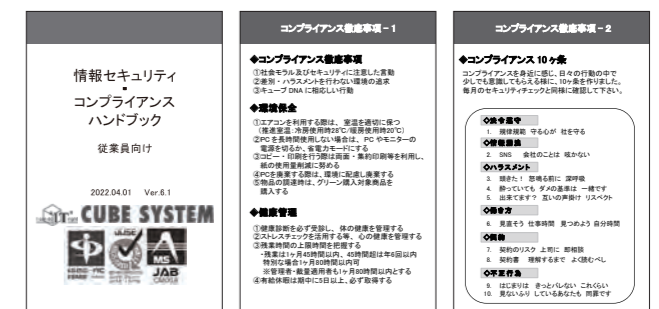 情報セキュリティ
・
コンプライアンス
ハンドブック
従業員向け
2022.04.01 Ver.6.1
CUBE SYSTEM
MS
JAB
コンプライアンス徹底事項－1
◆コンプライアンス徹底事項
①社会モラル及びセキュリティに注意した言動
②差別・ハラスメントを行わない環境の追求
③キューブ DNA に相応しい行動
◆環境保全
①エアコンを利用する際は、室温を適切に保つ
(推進室温:冷房使用時28℃/暖房使用時20℃)
②PCを長時間使用しない場合は、PC やモニターの
電源を切るか、省電力モードにする
③コピー・印刷を行う際は両面・集約印刷等を利用し、
紙の使用量削減に努める
④PCを廃棄する際は、環境に配慮し廃棄する
⑤物品の調達時は、グリーン購入対象商品を
購入する
◆健康管理
①健康診断を必ず受診し、体の健康を管理する
②ストレスチェックを活用する等、心の健康を管理する
③残業時間の上限時間を把握する
・残業は1ヶ月45時間以内、45時間超は年6回以内
特別な場合1ヶ月80時間以内可
※管理者・裁量適用者も1ヶ月80時間以内とする
④有給休暇は期中に5日以上、必ず取得する
コンプライアンス徹底事項－2
◆コンプライアンス 10ヶ条
コンプライアンスを身近に感じ、日々の行動の中で
少しでも意識してもらえる様に、10ヶ条を作りました。
毎月のセキュリティチェックと同様に確認して下さい。
◇法令遵守
1. 規律規範 守る心が 社を守る
◇情報漏洩
2. SNS 会社のことは 呟かない
◇ハラスメント
3. 頭きた！ 怒鳴る前に 深呼吸
4. 酔っていても ダメの基準は 一緒です
5. 出来てます？ 互いの声掛け リスペクト
◇働き方
6. 見直そう 仕事時間 見つめよう 自分時間
◇契約
7. 契約のリスク 上司に 即相談
8. 契約書 理解するまで よく読むべし
◇不正行為
9. はじまりは きっとバレない これくらい
10. 見ないふり しているあなたも 同罪です